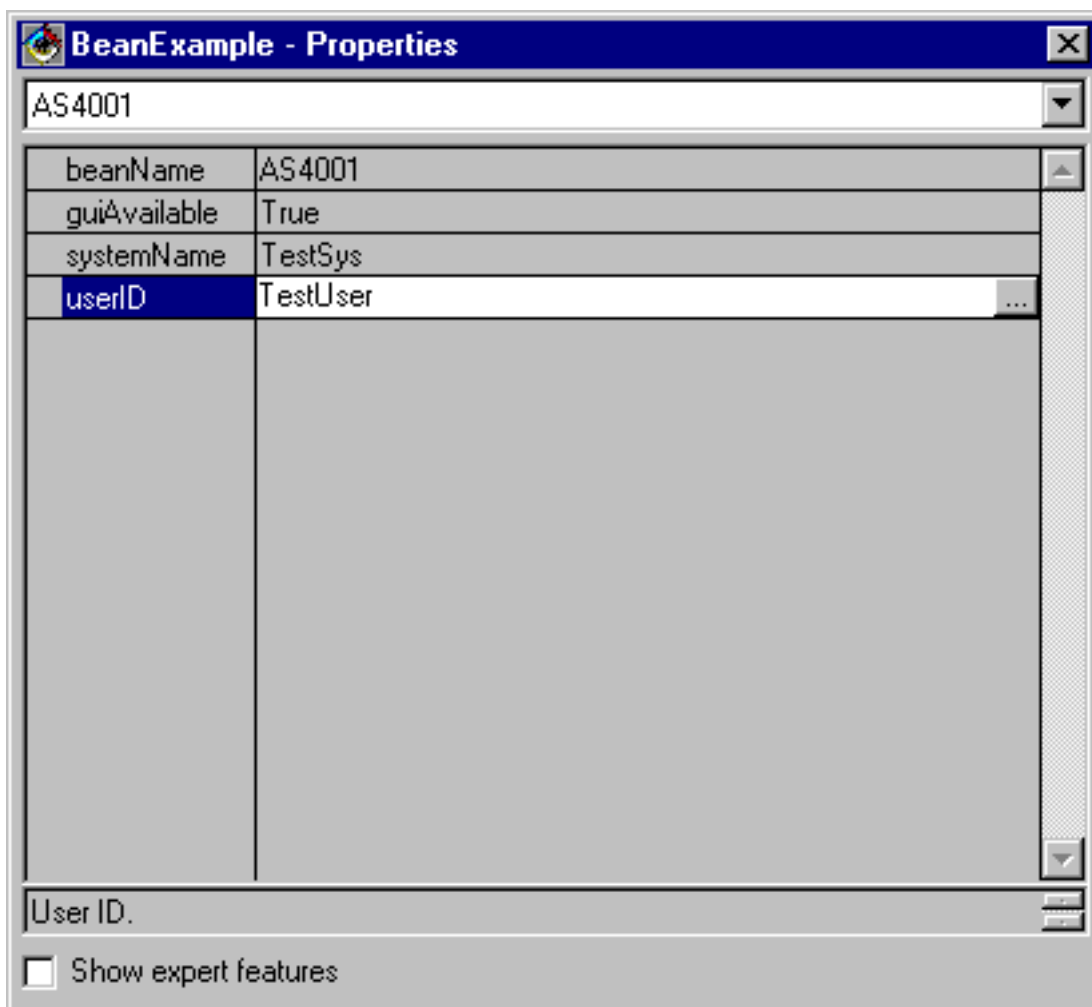 BeanExample - Properties
AS4001
beanName AS4001
guiAvailable True
systemName TestSys
userID TestUser ...
User ID.
Show expert features